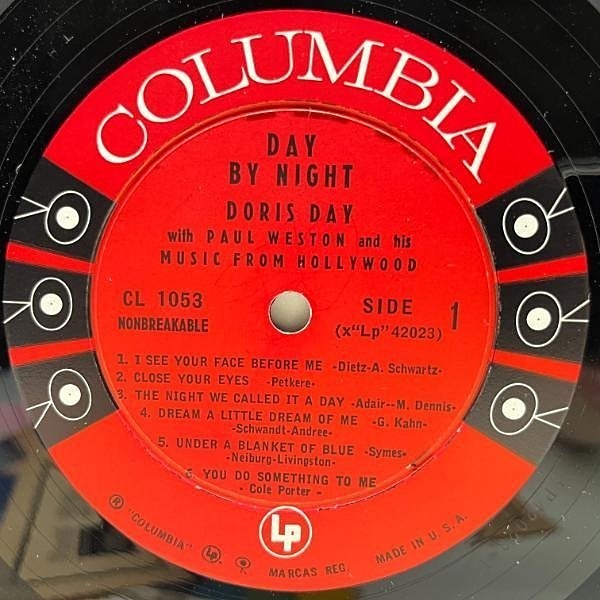 COLUMBIA
DAY
BY NIGHT
DORIS DAY
with PAUL WESTON and his
MUSIC FROM HOLLYWOOD
CL 1053
NONBREAKABLE
SIDE 1
(x"Lp" 42023)
1. I SEE YOUR FACE BEFORE ME -Dietz-A. Schwartz-
2. CLOSE YOUR EYES -Petkere-
3. THE NIGHT WE CALLED IT A DAY -Adair--M. Dennis-
4. DREAM A LITTLE DREAM OF ME -G. Kahn-
-Schwandt-Andree-
5. UNDER A BLANKET OF BLUE -Symes-
-Neiburg-Livingston-
6. YOU DO SOMETHING TO ME
- Cole Porter -
LP
® "COLUMBIA" LP. MARCAS REG. MADE IN U.S.A.